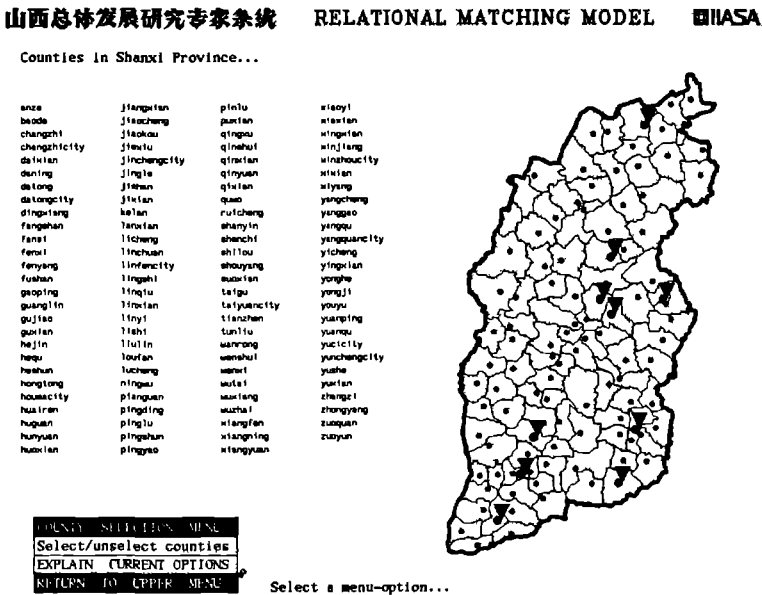 山西总体发展研究专家系统 RELATIONAL MATCHING MODEL IIASA
Counties in Shanxi Province...
anze
baode
changzhi
changzhicity
daixian
daning
datong
datongcity
dingxiang
fangshan
fansi
fenxi
fenyang
fushan
gaoping
guanglin
gujiao
guxian
hejin
hequ
heshun
hongtong
houmacity
huairen
huguan
hunyuan
huoxian
jiangxian
jiaocheng
jiaokou
jiexiu
jinchengcity
jingle
jishan
jixian
kelan
lanxian
licheng
linchuan
linfencity
lingshi
lingiu
linxian
linyi
lishi
liulin
loufan
lucheng
ningwu
pianguan
pingding
pinglu
pingshun
pingyao
pinlu
puxian
qingxu
qinshui
qinxian
qinyuan
qixian
quwo
ruicheng
shanyin
shenchi
shilou
shouyang
suoxian
taigu
taiyuancity
tianzhen
tunliu
wanrong
wenshui
wenxi
wutai
wuxiang
wuzhai
xiangfen
xiangning
xiangyuan
xiaoyi
xiaxian
xingxian
xinjiang
xinzhoucity
xixian
xiyang
yangcheng
yanggao
yangqu
yangquancity
yicheng
yingxian
yonghe
yongji
youyu
yuanping
yuanqu
yucicity
yunchengcity
yushe
yuxian
zhangzi
zhongyang
zuoquan
zuoyun
COUNTY SELECTION MENU
Select/unselect counties
EXPLAIN CURRENT OPTIONS
RETURN TO UPPER MENU
Select a menu-option...